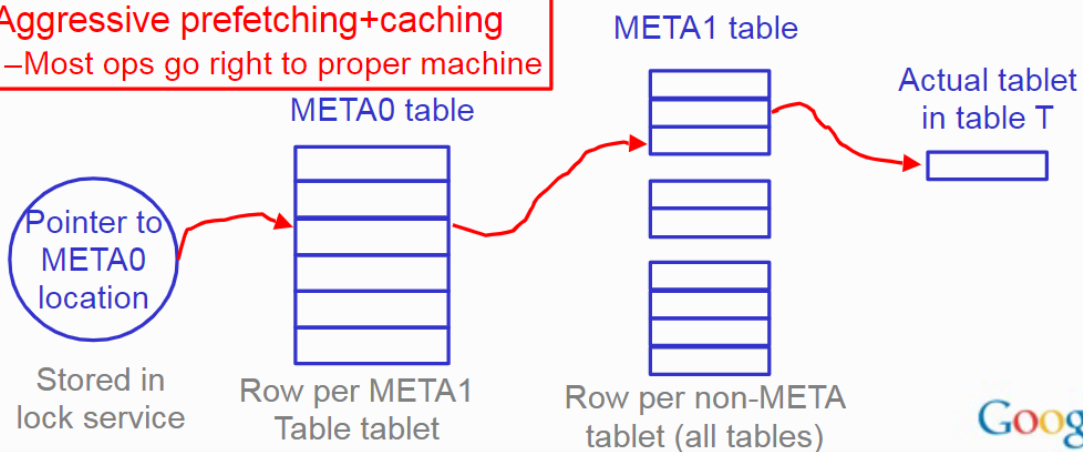 Aggressive prefetching+caching
–Most ops go right to proper machine
META0 table
META1 table
Actual tablet
in table T
Pointer to
META0
location
Stored in
lock service
Row per META1
Table tablet
Row per non-META
tablet (all tables)
Goog